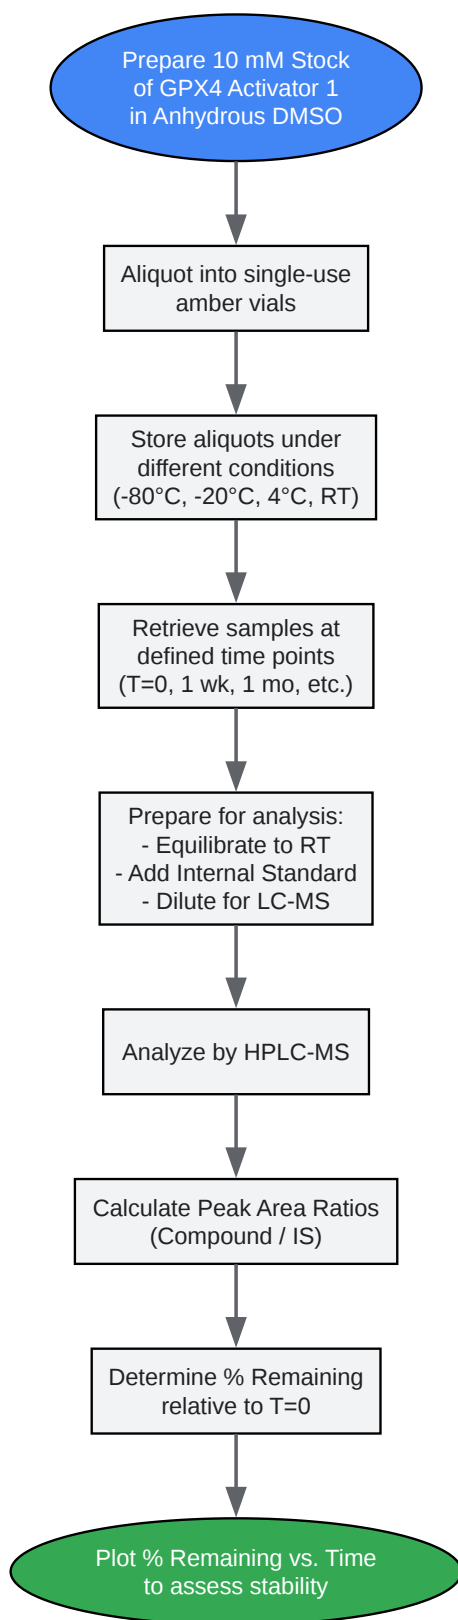 Prepare 10 mM Stock
of GPX4 Activator 1
in Anhydrous DMSO
Aliquot into single-use
amber vials
Store aliquots under
different conditions
(-80°C, -20°C, 4°C, RT)
Retrieve samples at
defined time points
(T=0, 1 wk, 1 mo, etc.)
Prepare for analysis:
- Equilibrate to RT
- Add Internal Standard
- Dilute for LC-MS
Analyze by HPLC-MS
Calculate Peak Area Ratios
(Compound / IS)
Determine % Remaining
relative to T=0
Plot % Remaining vs. Time
to assess stability